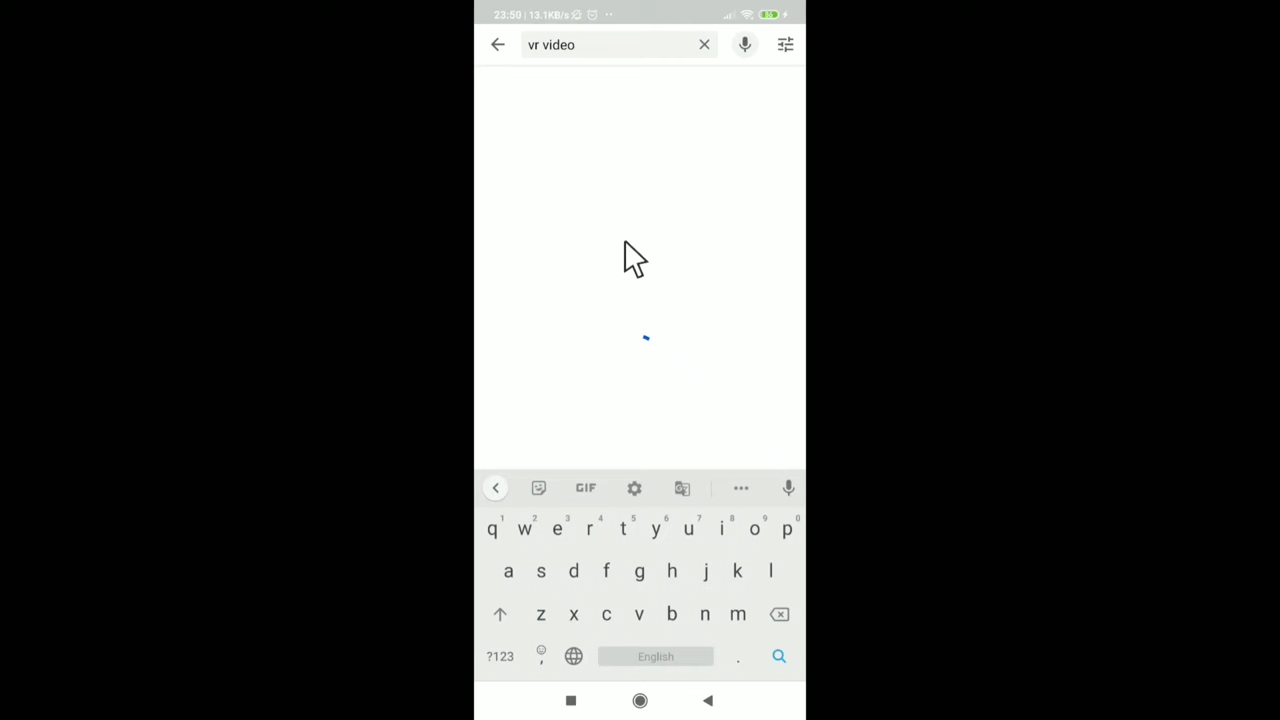 23:50 | 13.1KB/s
86
vr video
GIF
1 2 3 4 5 6 7 8 9 0
q w e r t y u i o p
a s d f g h j k l
z x c v b n m
?123 , English .